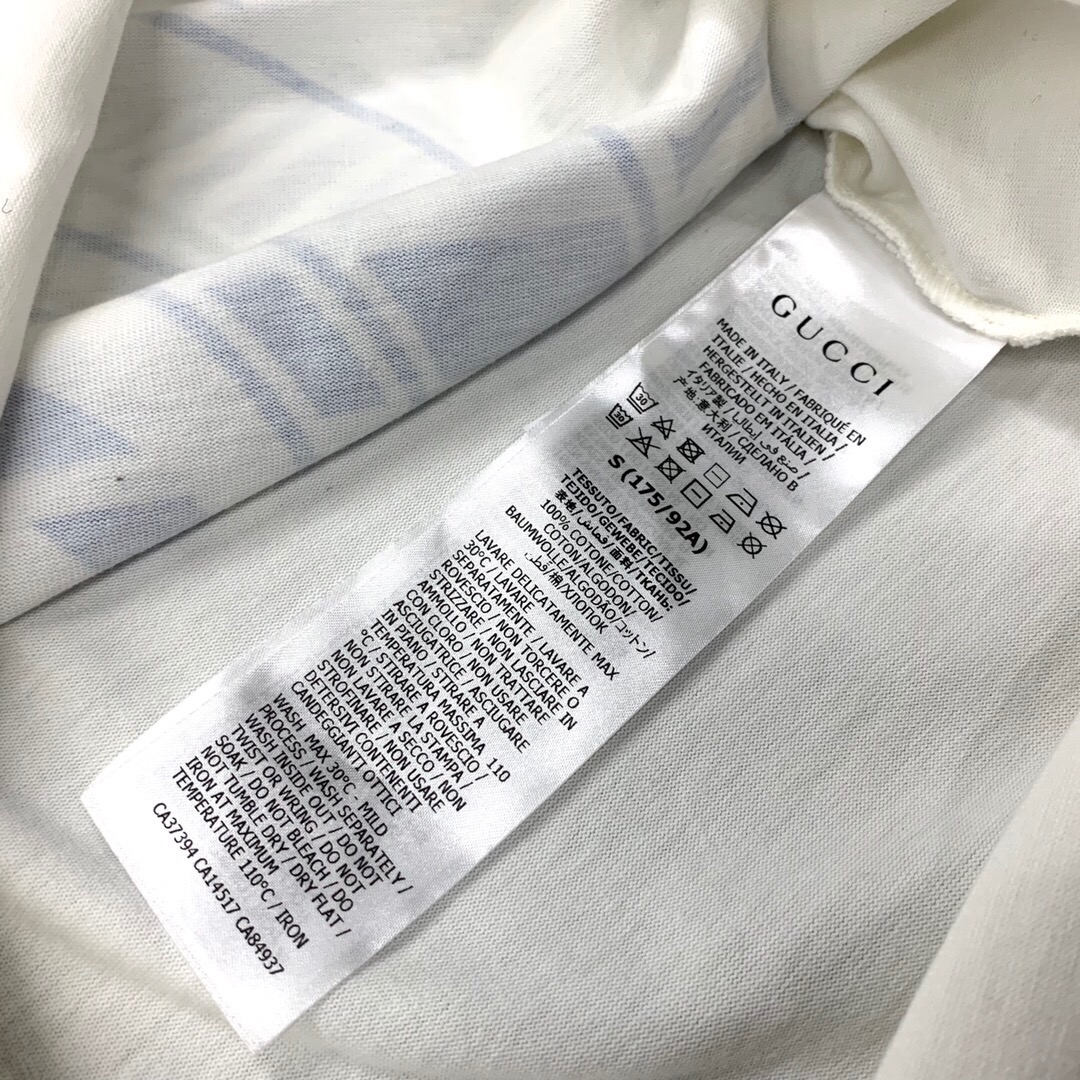 GUCCI
MADE IN ITALY / FABRIQUÉ EN
ITALIE / HECHO EN ITALIA /
HERGESTELLT IN ITALIEN /
FABRICADO EM ITÁLIA /
イタリア製 / صنع في إيطاليا /
产地: 意大利 / СДЕЛАНО В
ИТАЛИИ
30
30
S (175/92A)
TESSUTO/FABRIC/TISSU/
TEJIDO/GEWEBE/TECIDO/
表地/قماش/面料/ТКАНЬ:
100% COTONE/COTTON/
COTON/ALGODON/
BAUMWOLLE/ALGODÃO/コットン/
قطن/棉/ХЛОПОК
LAVARE DELICATAMENTE MAX
30°C / LAVARE
SEPARATAMENTE / LAVARE A
ROVESCIO / NON TORCERE O
STRIZZARE / NON LASCIARE IN
AMMOLLO / NON TRATTARE
CON CLORO / NON USARE
ASCIUGATRICE / ASCIUGARE
IN PIANO / STIRARE A
TEMPERATURA MASSIMA 110
°C / STIRARE A ROVESCIO /
NON STIRARE LA STAMPA /
STROFINARE / NON
NON LAVARE A SECCO / NON USARE
DETERSIVI CONTENENTI
CANDEGGIANTI OTTICI
WASH MAX 30°C - MILD
PROCESS / WASH SEPARATELY /
WASH INSIDE OUT / DO NOT
TWIST OR WRING / DO NOT
SOAK / DO NOT BLEACH / DO
NOT TUMBLE DRY / DRY FLAT /
IRON AT MAXIMUM
TEMPERATURE 110°C / IRON
CA37394 CA14517 CA84937